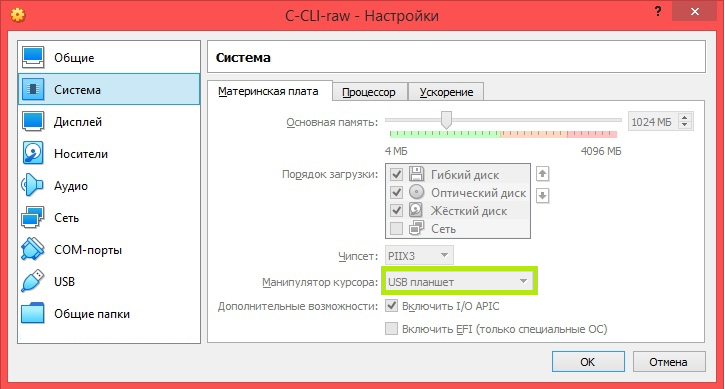 C-CLI-raw - Настройки
?
Общие
Система
Дисплей
Носители
Аудио
Сеть
COM-порты
USB
Общие папки
Система
Материнская плата Процессор Ускорение
Основная память: 1024 МБ
4 МБ 4096 МБ
Порядок загрузки: Гибкий диск
Оптический диск
Жёсткий диск
Сеть
Чипсет: PIIX3
Манипулятор курсора: USB планшет
Дополнительные возможности: Включить I/O APIC
Включить EFI (только специальные ОС)
OK Отмена